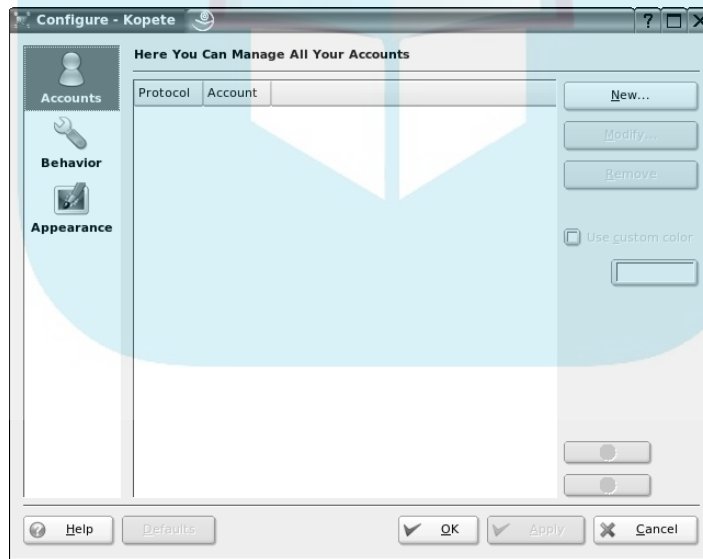 Configure - Kopete
Here You Can Manage All Your Accounts
Accounts
Behavior
Appearance
Protocol Account
New...
Modify...
Remove
Use custom color
Help
Defaults
OK
Apply
Cancel